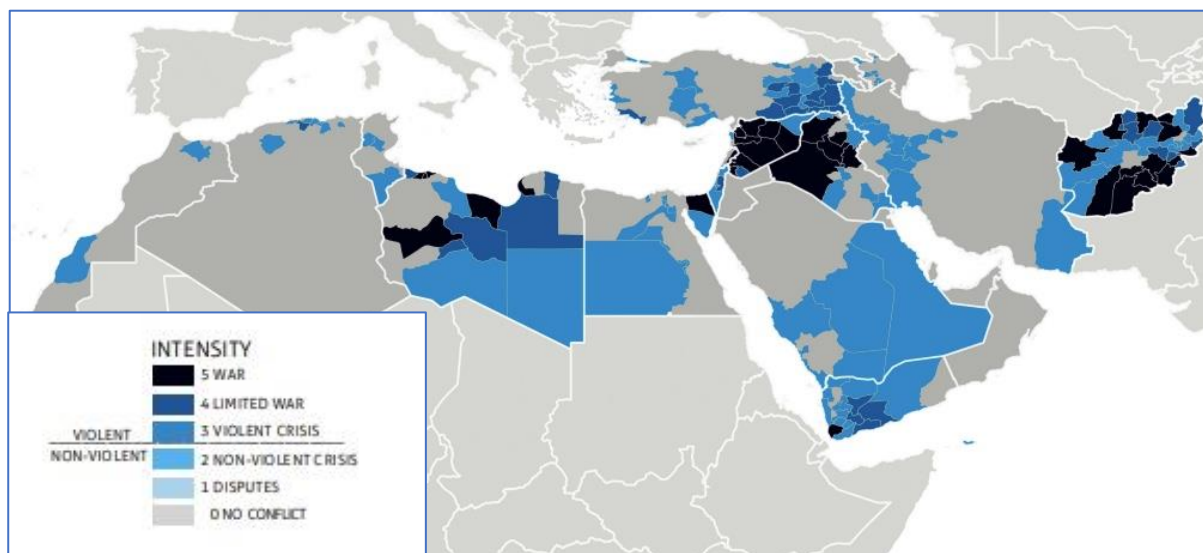 INTENSITY
5 WAR
4 LIMITED WAR
3 VIOLENT CRISIS
VIOLENT
NON-VIOLENT
2 NON-VIOLENT CRISIS
1 DISPUTES
0 NO CONFLICT